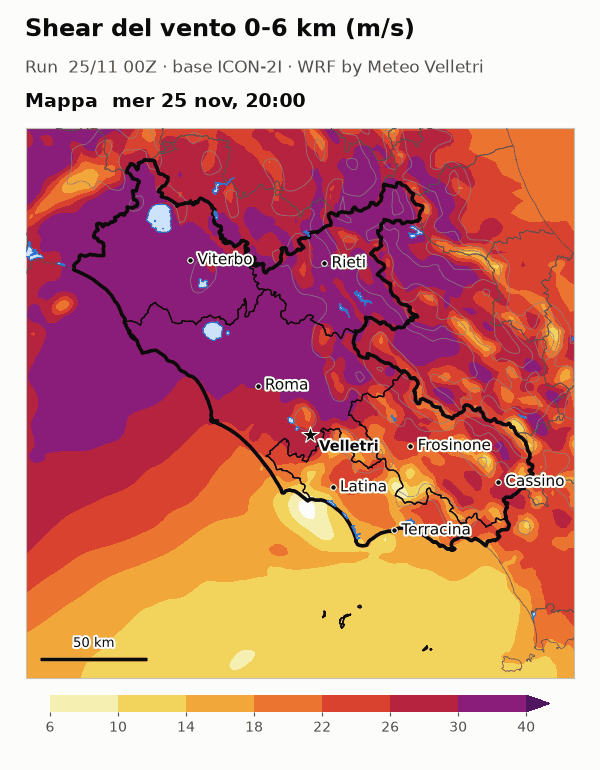 Shear del vento 0-6 km (m/s)
Run  25/11 00Z · base ICON-2I · WRF by Meteo Velletri
Mappa  mer 25 nov, 20:00
Viterbo
Rieti
Roma
Velletri
Frosinone
Latina
Cassino
Terracina
50 km
6 10 14 18 22 26 30 40